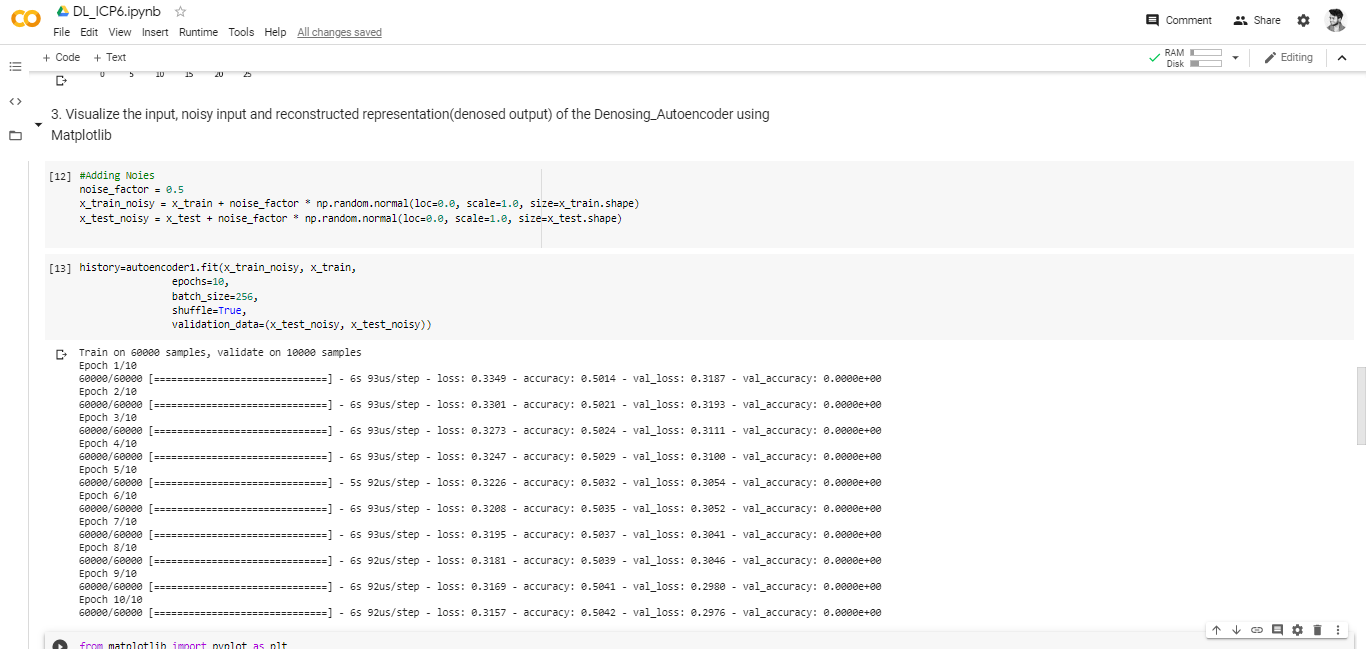 DL_ICP6.ipynb
File Edit View Insert Runtime Tools Help All changes saved
Comment Share
+ Code + Text
RAM
Disk
Editing
0 5 10 15 20 25
3. Visualize the input, noisy input and reconstructed representation(denosed output) of the Denosing_Autoencoder using
Matplotlib
[12] #Adding Noies
noise_factor = 0.5
x_train_noisy = x_train + noise_factor * np.random.normal(loc=0.0, scale=1.0, size=x_train.shape)
x_test_noisy = x_test + noise_factor * np.random.normal(loc=0.0, scale=1.0, size=x_test.shape)
[13] history=autoencoder1.fit(x_train_noisy, x_train,
epochs=10,
batch_size=256,
shuffle=True,
validation_data=(x_test_noisy, x_test_noisy))
Train on 60000 samples, validate on 10000 samples
Epoch 1/10
60000/60000 [==============================] - 6s 93us/step - loss: 0.3349 - accuracy: 0.5014 - val_loss: 0.3187 - val_accuracy: 0.0000e+00
Epoch 2/10
60000/60000 [==============================] - 6s 93us/step - loss: 0.3301 - accuracy: 0.5021 - val_loss: 0.3193 - val_accuracy: 0.0000e+00
Epoch 3/10
60000/60000 [==============================] - 6s 93us/step - loss: 0.3273 - accuracy: 0.5024 - val_loss: 0.3111 - val_accuracy: 0.0000e+00
Epoch 4/10
60000/60000 [==============================] - 6s 93us/step - loss: 0.3247 - accuracy: 0.5029 - val_loss: 0.3100 - val_accuracy: 0.0000e+00
Epoch 5/10
60000/60000 [==============================] - 5s 92us/step - loss: 0.3226 - accuracy: 0.5032 - val_loss: 0.3054 - val_accuracy: 0.0000e+00
Epoch 6/10
60000/60000 [==============================] - 6s 93us/step - loss: 0.3208 - accuracy: 0.5035 - val_loss: 0.3052 - val_accuracy: 0.0000e+00
Epoch 7/10
60000/60000 [==============================] - 6s 93us/step - loss: 0.3195 - accuracy: 0.5037 - val_loss: 0.3041 - val_accuracy: 0.0000e+00
Epoch 8/10
60000/60000 [==============================] - 6s 92us/step - loss: 0.3181 - accuracy: 0.5039 - val_loss: 0.3046 - val_accuracy: 0.0000e+00
Epoch 9/10
60000/60000 [==============================] - 6s 92us/step - loss: 0.3169 - accuracy: 0.5041 - val_loss: 0.2980 - val_accuracy: 0.0000e+00
Epoch 10/10
60000/60000 [==============================] - 6s 92us/step - loss: 0.3157 - accuracy: 0.5042 - val_loss: 0.2976 - val_accuracy: 0.0000e+00
from matplotlib import pyplot as plt